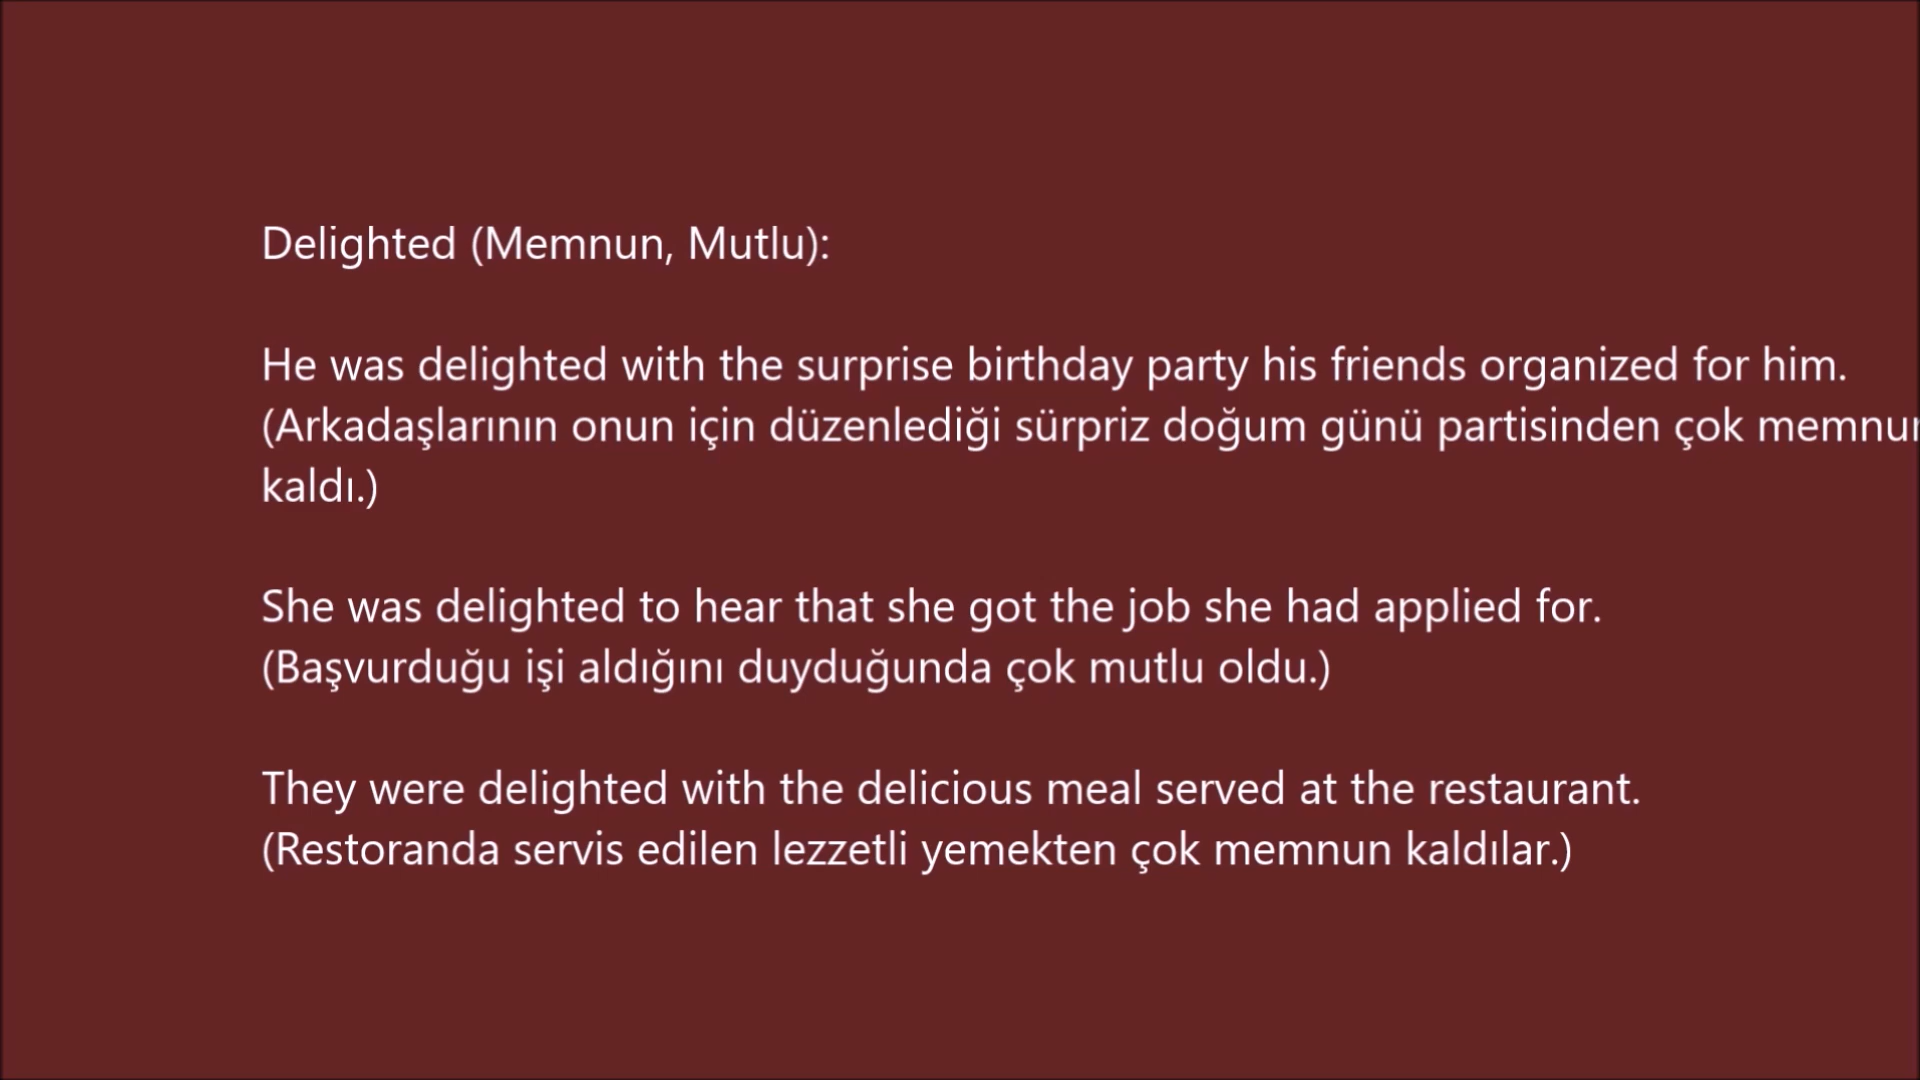 Delighted (Memnun, Mutlu):
He was delighted with the surprise birthday party his friends organized for him.
(Arkadaşlarının onun için düzenlediği sürpriz doğum günü partisinden çok memnun
kaldı.)
She was delighted to hear that she got the job she had applied for.
(Başvurduğu işi aldığını duyduğunda çok mutlu oldu.)
They were delighted with the delicious meal served at the restaurant.
(Restoranda servis edilen lezzetli yemekten çok memnun kaldılar.)